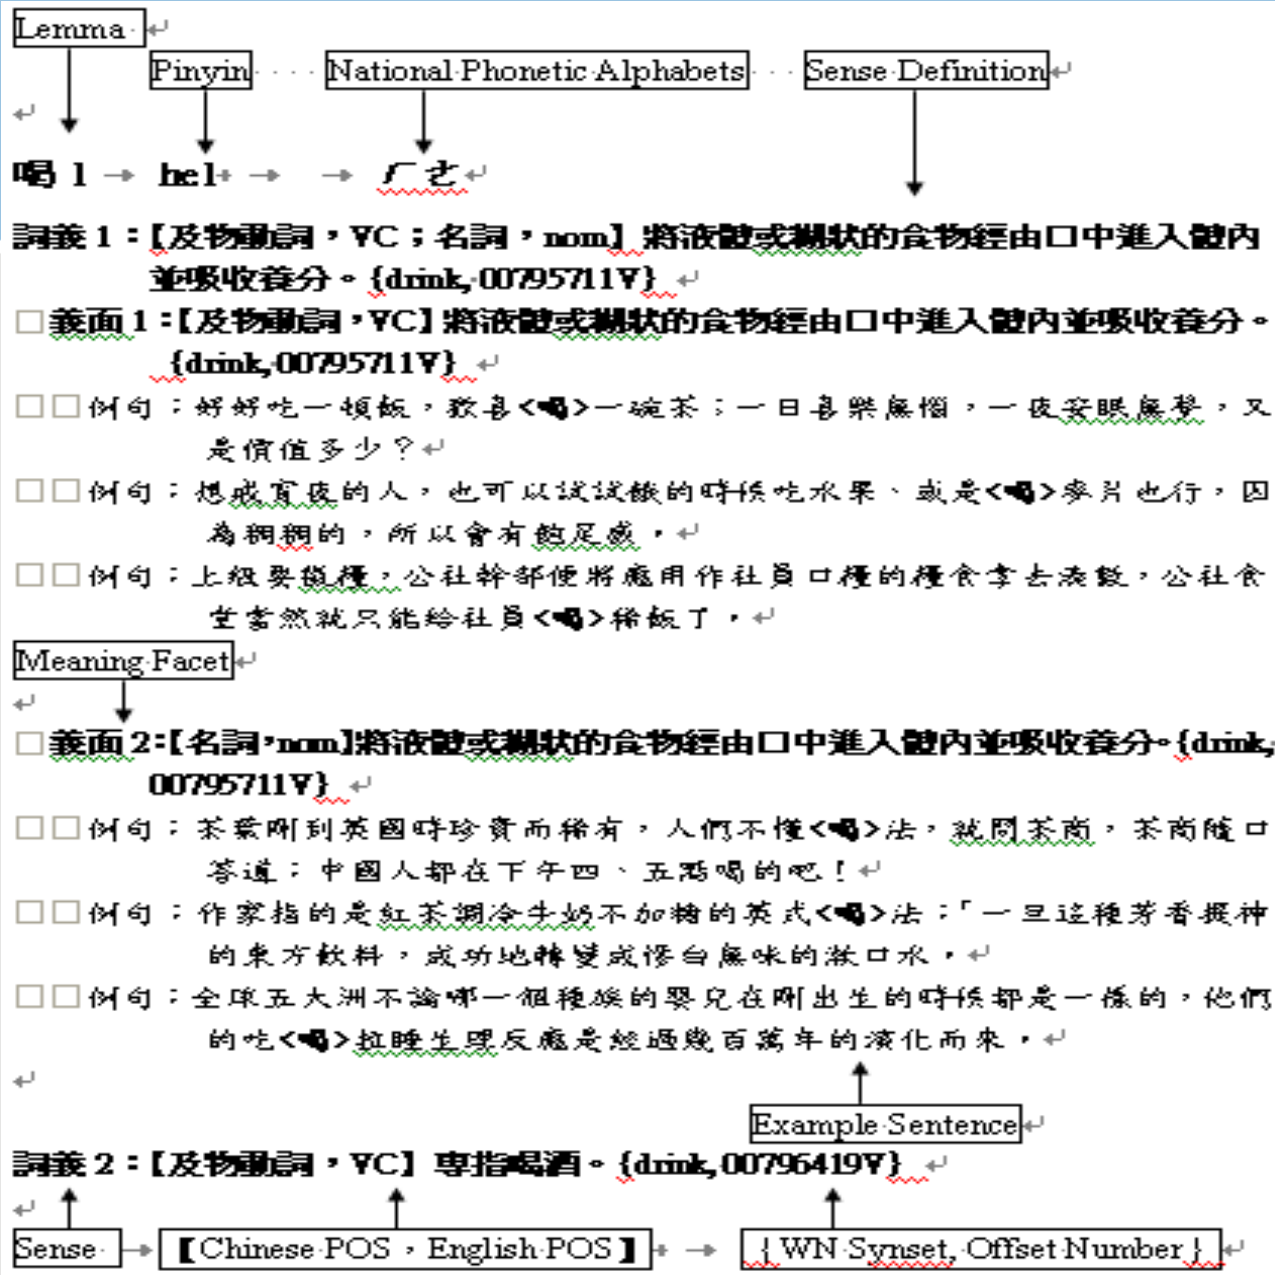 Lemma
Pinyin National Phonetic Alphabets Sense Definition
喝 1 he1 ㄏㄜ
詞義 1：【及物動詞，VC；名詞，nom】將液體或糊狀的食物經由口中進入體內
並吸收養分。{drink, 00795711V}
義面 1：【及物動詞，VC】將液體或糊狀的食物經由口中進入體內並吸收養分。
{drink, 00795711V}
例句：好好吃一頓飯，歡喜<喝>一碗茶；一日喜樂無惱，一夜安眠無夢，又
是價值多少？
例句：想戒宵夜的人，也可以試試餓的時候吃水果、或是<喝>麥片也行，因
為稠稠的，所以會有飽足感。
例句：上級要徵糧，公社幹部便將應用作社員口糧的糧食拿去湊數，公社食
堂當然就只能給社員<喝>稀飯了。
Meaning Facet
義面 2：【名詞，nom】將液體或糊狀的食物經由口中進入體內並吸收養分。{drink,
00795711V}
例句：茶葉剛到英國時珍貴而稀有，人們不懂<喝>法，就問茶商，茶商隨口
答道：中國人都在下午四、五點喝的吧！
例句：作家指的是紅茶調冷牛奶不加糖的英式<喝>法：「一旦這種芳香提神
的東方飲料，成功地轉變成慘白無味的漱口水。
例句：全球五大洲不論哪一個種族的嬰兒在剛出生的時候都是一樣的，他們
的吃<喝>拉睡生理反應是經過幾百萬年的演化而來。
Example Sentence
詞義 2：【及物動詞，VC】專指喝酒。{drink,00796419V}
Sense 【Chinese POS，English POS】 {WN Synset, Offset Number}